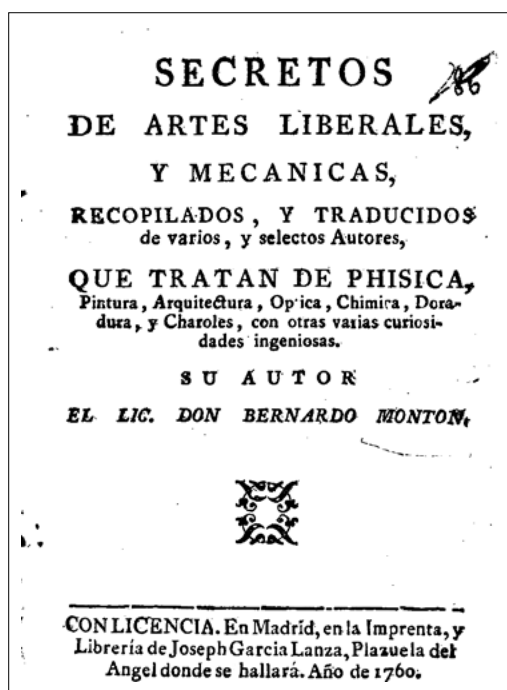 SECRETOS
DE ARTES LIBERALES,
Y MECANICAS,
RECOPILADOS, Y TRADUCIDOS
de varios, y selectos Autores,
QUE TRATAN DE PHISICA,
Pintura, Arquitectura, Optica, Chimica, Dora-
dura, y Charoles, con otras varias curiosi-
dades ingeniosas.
SU AUTOR
EL LIC. DON BERNARDO MONTON.
CON LICENCIA. En Madrid, en la Imprenta, y
Librería de Joseph Garcia Lanza, Plazuela del
Angel donde se hallará. Año de 1760.